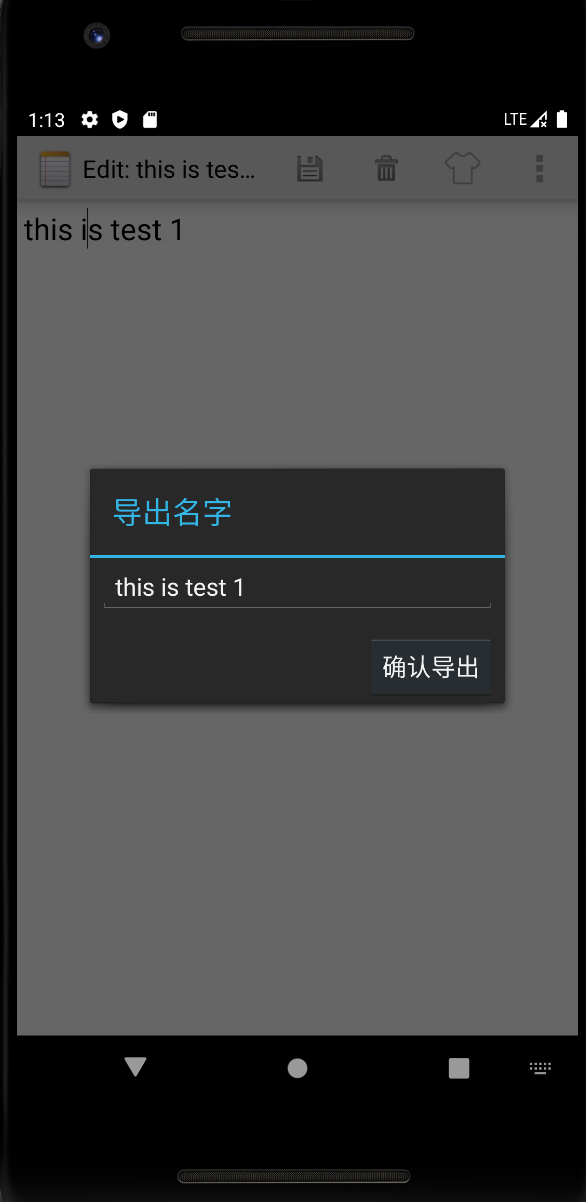 1:13 LTE
Edit: this is tes…
this is test 1
导出名字
this is test 1
确认导出